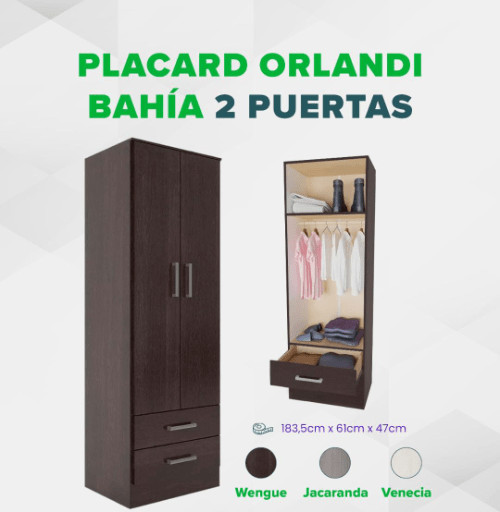 PLACARD ORLANDI
BAHÍA 2 PUERTAS
183,5cm x 61cm x 47cm
Wengue Jacaranda Venecia